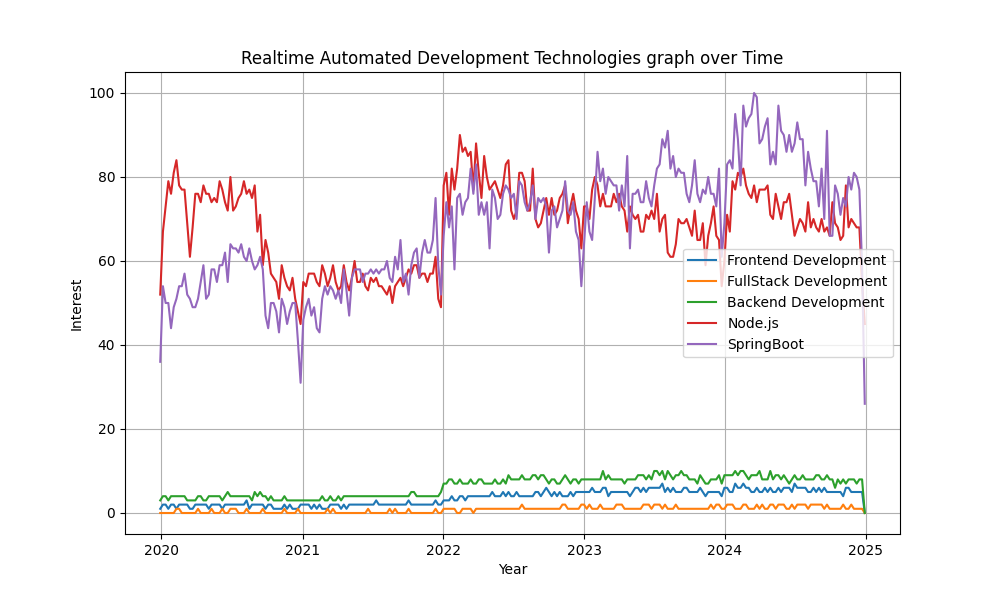 Realtime Automated Development Technologies graph over Time
100
80
60
40
20
0
Interest
Frontend Development
FullStack Development
Backend Development
Node.js
SpringBoot
2020
2021
2022
2023
2024
2025
Year